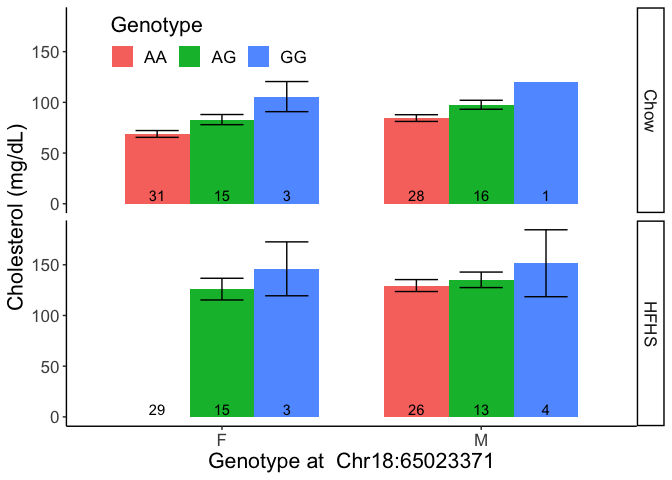 Genotype
AA AG GG
Cholesterol (mg/dL)
150
100
50
0
31 15 3 28 16 1
Chow
150
100
50
0
29 15 3 26 13 4
HFHS
F M
Genotype at  Chr18:65023371